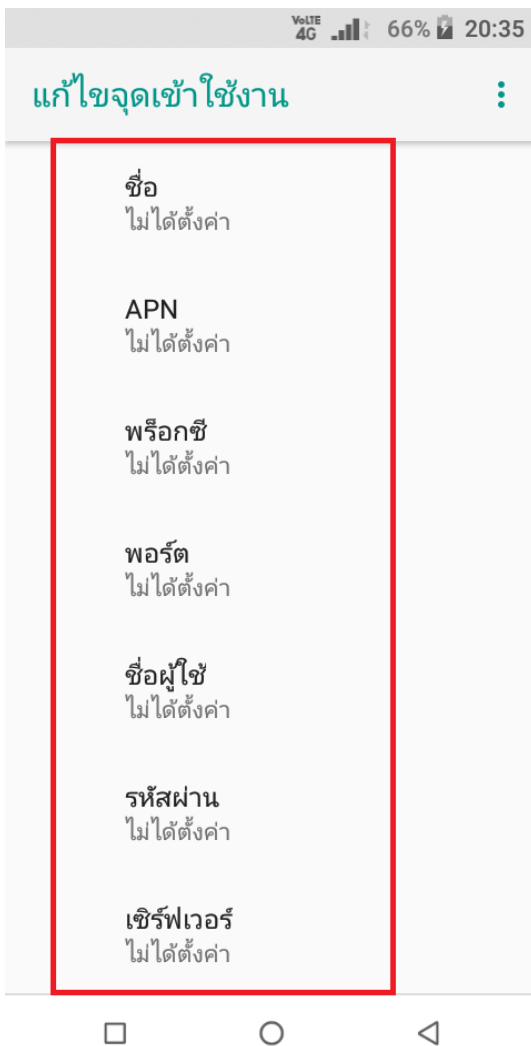 VoLTE
4G 66% 20:35
แก้ไขจุดเข้าใช้งาน
ชื่อ
ไม่ได้ตั้งค่า
APN
ไม่ได้ตั้งค่า
พร็อกซี
ไม่ได้ตั้งค่า
พอร์ต
ไม่ได้ตั้งค่า
ชื่อผู้ใช้
ไม่ได้ตั้งค่า
รหัสผ่าน
ไม่ได้ตั้งค่า
เซิร์ฟเวอร์
ไม่ได้ตั้งค่า